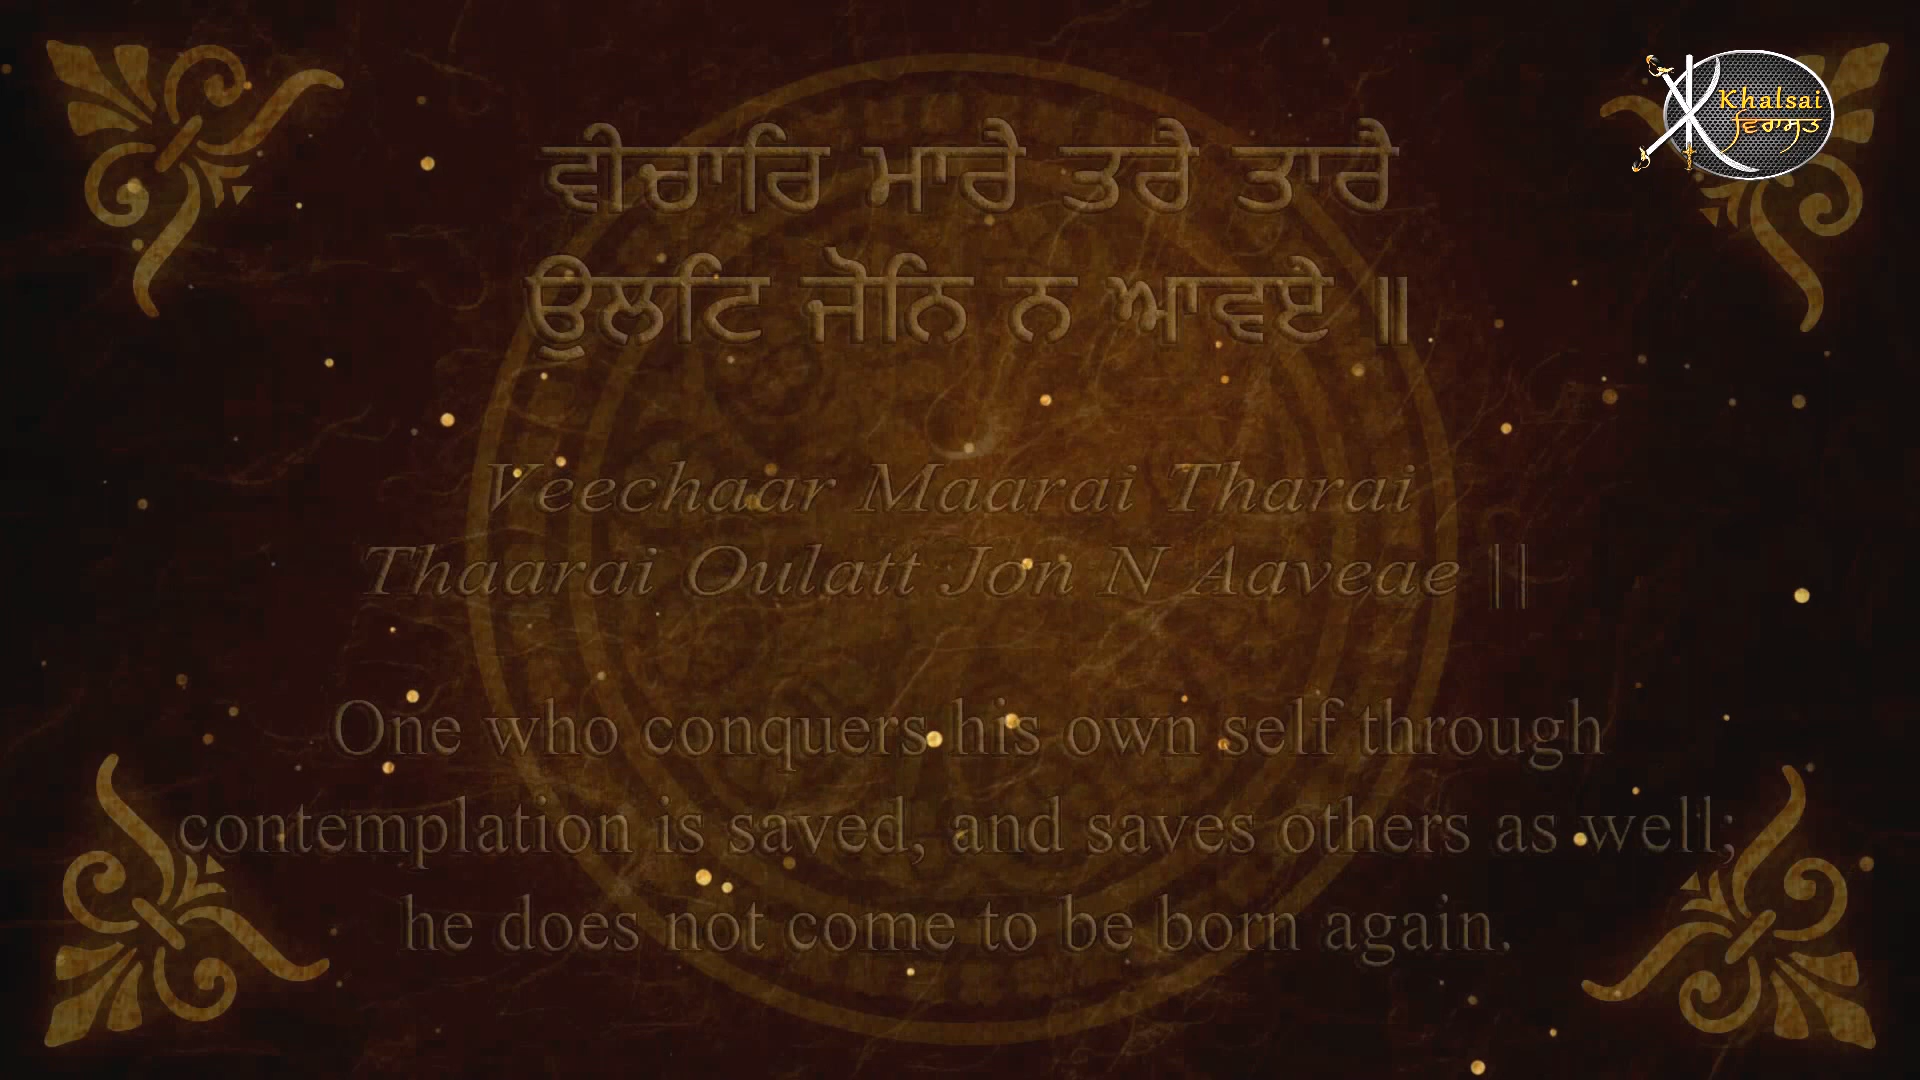 Khalsai
ਵਿਰਾਸਤ
ਵੀਚਾਰਿ ਮਾਰੈ ਤਰੈ ਤਾਰੈ
ਉਲਟਿ ਜੋਨਿ ਨ ਆਵਏ ॥
Veechaar Maarai Tharai
Thaarai Oulatt Jon N Aaveae ||
One who conquers his own self through
contemplation is saved, and saves others as well;
he does not come to be born again.